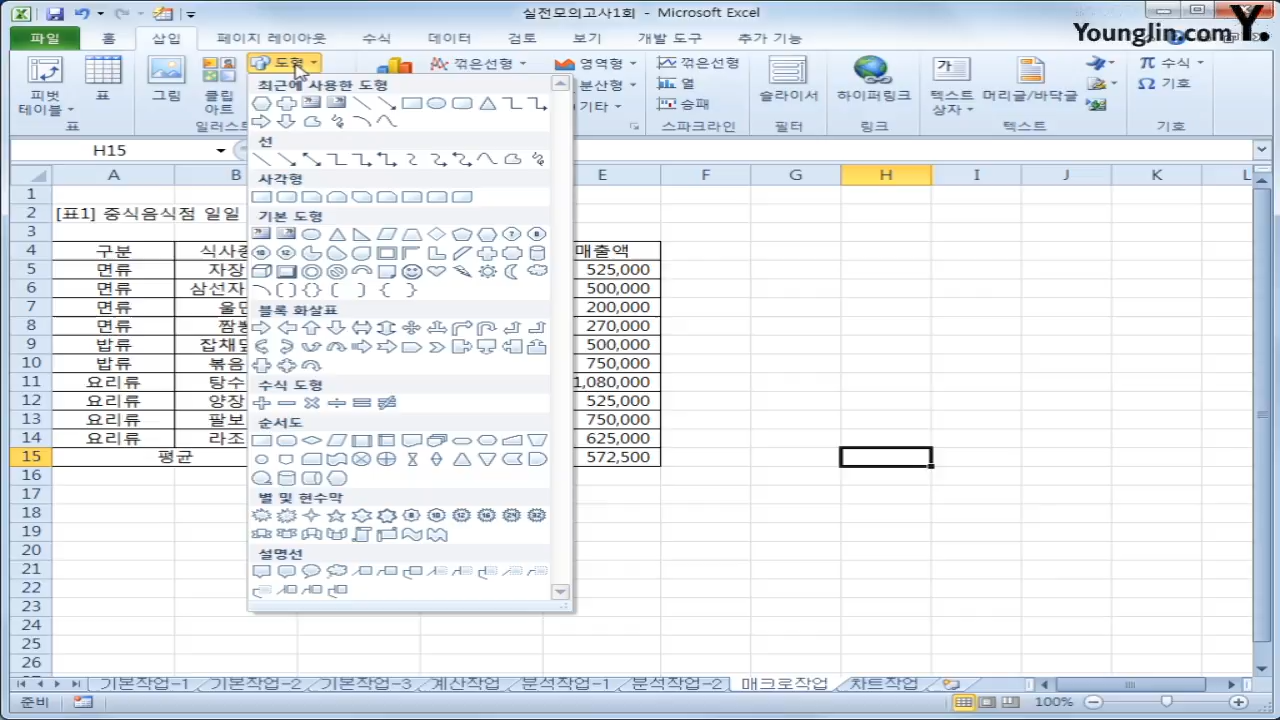 실전모의고사1회 - Microsoft Excel
Younglin.com Y.
파일 홈 삽입 페이지 레이아웃 수식 데이터 검토 보기 개발 도구 추가 기능
피벗 테이블
표
그림
클립 아트
도형
꺾은선형
영역형
분산형
기타
꺾은선형
열
승패
슬라이서
하이퍼링크
텍스트 상자
머리글/바닥글
수식
기호
표
일러스트
스파크라인
필터
링크
텍스트
기호
H15
최근에 사용한 도형
선
사각형
기본 도형
블록 화살표
수식 도형
순서도
별 및 현수막
설명선
A B E F G H I J K L
1
2 [표1] 중식음식점 일일
3
4 구분 매출액
5 면류 자장 525,000
6 면류 삼선자 500,000
7 면류 200,000
8 면류 270,000
9 밥류 500,000
10 밥류 볶음 750,000
11 요리류 탕수 1,080,000
12 요리류 양장 525,000
13 요리류 팔보 750,000
14 요리류 라조 625,000
15 평균 572,500
16
17
18
19
20
21
22
23
24
25
26
기본작업-1 기본작업-2 기본작업-3 계산작업 분석작업-1 분석작업-2 매크로작업 차트작업
준비 100%